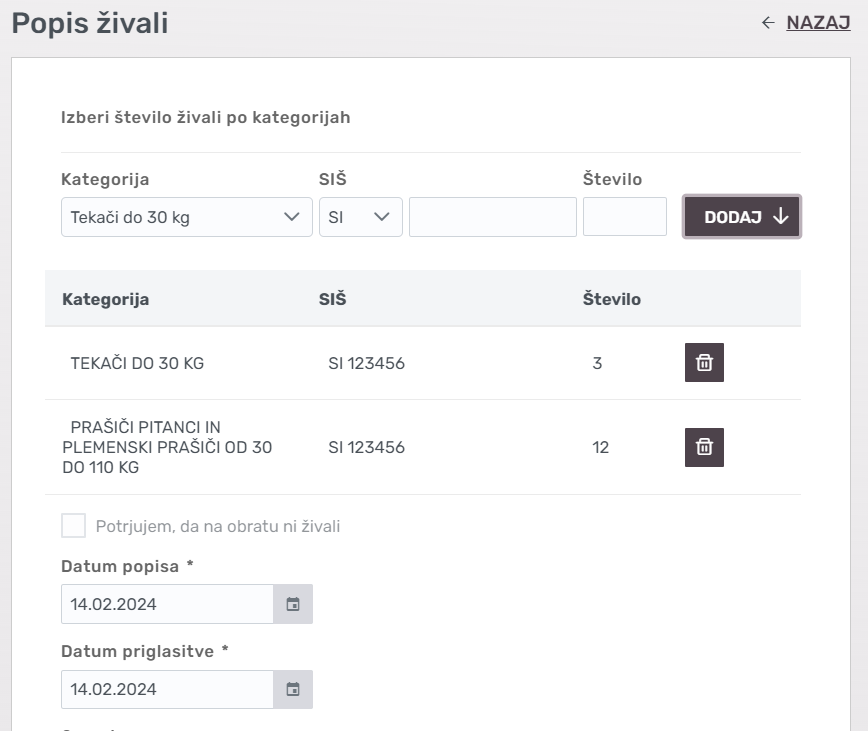 Popis živali
NAZAJ
Izberi število živali po kategorijah
Kategorija SIŠ Število
Tekači do 30 kg SI DODAJ
Kategorija SIŠ Število
TEKAČI DO 30 KG SI 123456 3
PRAŠIČI PITANCI IN
PLEMENSKI PRAŠIČI OD 30
DO 110 KG
SI 123456 12
Potrjujem, da na obratu ni živali
Datum popisa *
14.02.2024
Datum priglasitve *
14.02.2024